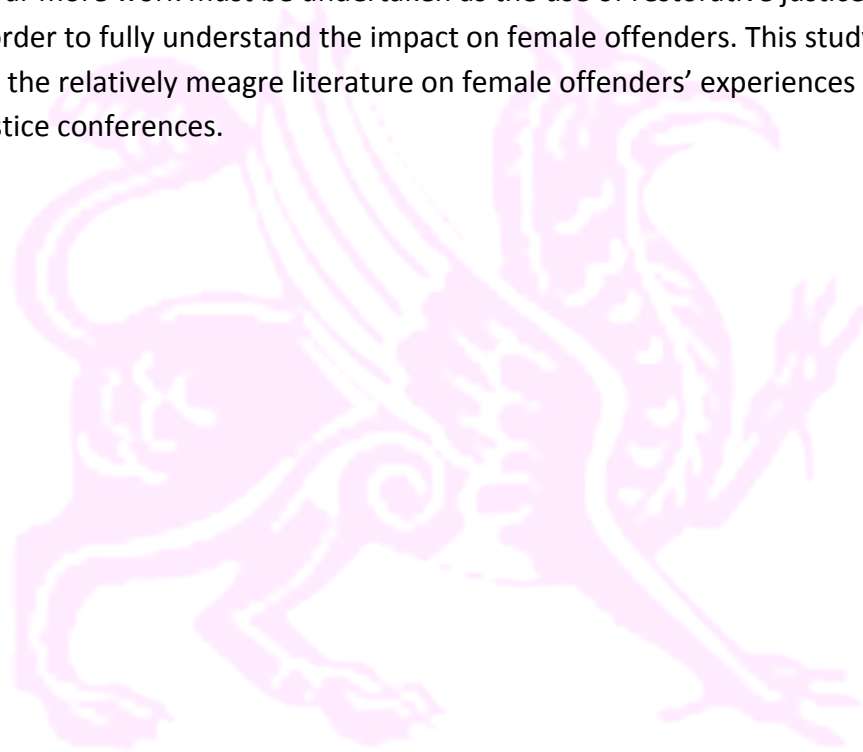 more work must be undertaken as the use of restorative justice
order to fully understand the impact on female offenders. This study
the relatively meagre literature on female offenders’ experiences
stice conferences.